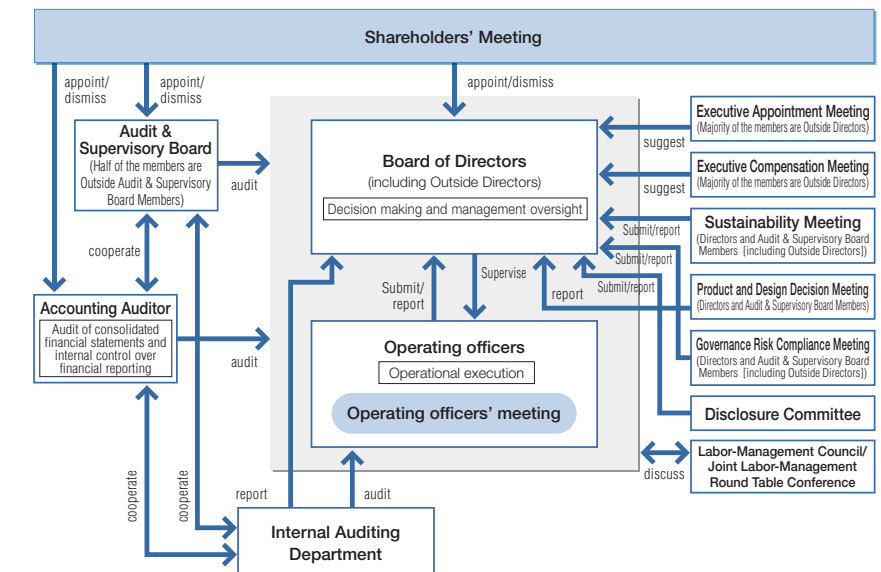 Shareholders' Meeting
appoint/
dismiss
appoint/
dismiss
appoint/dismiss
Audit &
Supervisory Board
(Half of the members are
Outside Audit & Supervisory
Board Members)
audit
cooperate
Accounting Auditor
Audit of consolidated
financial statements and
internal control over
financial reporting
audit
cooperate
cooperate
Board of Directors
(including Outside Directors)
Decision making and management oversight
Submit/
report
Supervise
report
Operating officers
Operational execution
Operating officers' meeting
report
audit
Internal Auditing
Department
Executive Appointment Meeting
(Majority of the members are Outside Directors)
suggest
Executive Compensation Meeting
(Majority of the members are Outside Directors)
suggest
Sustainability Meeting
(Directors and Audit & Supervisory Board
Members [including Outside Directors])
Submit/report
Submit/report
Submit/report
Product and Design Decision Meeting
(Directors and Audit & Supervisory Board Members)
Governance Risk Compliance Meeting
(Directors and Audit & Supervisory Board
Members [including Outside Directors])
Disclosure Committee
discuss
Labor-Management Council/
Joint Labor-Management
Round Table Conference